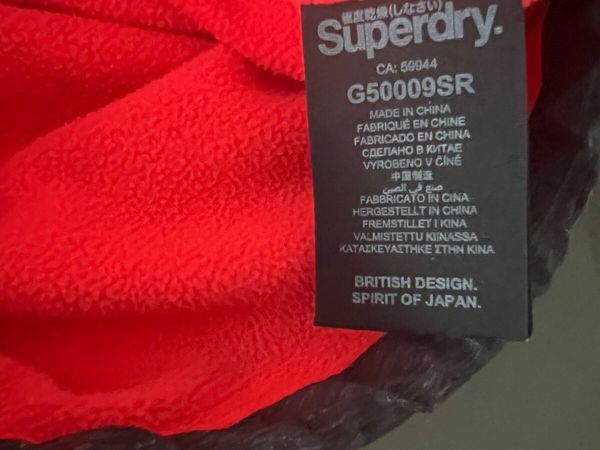 極度乾燥(しなさい)
Superdry.
CA: 59944
G50009SR
MADE IN CHINA
FABRIQUÉ EN CHINE
FABRICADO EN CHINA
СДЕЛАНО В КИТАЕ
VYROBENO V ČÍNĚ
中国制造
صنع في الصين
FABBRICATO IN CINA
HERGESTELLT IN CHINA
FREMSTILLET I KINA
VALMISTETTU KIINASSA
ΚΑΤΑΣΚΕΥΑΣΤΗΚΕ ΣΤΗΝ ΚΙΝΑ
BRITISH DESIGN.
SPIRIT OF JAPAN.